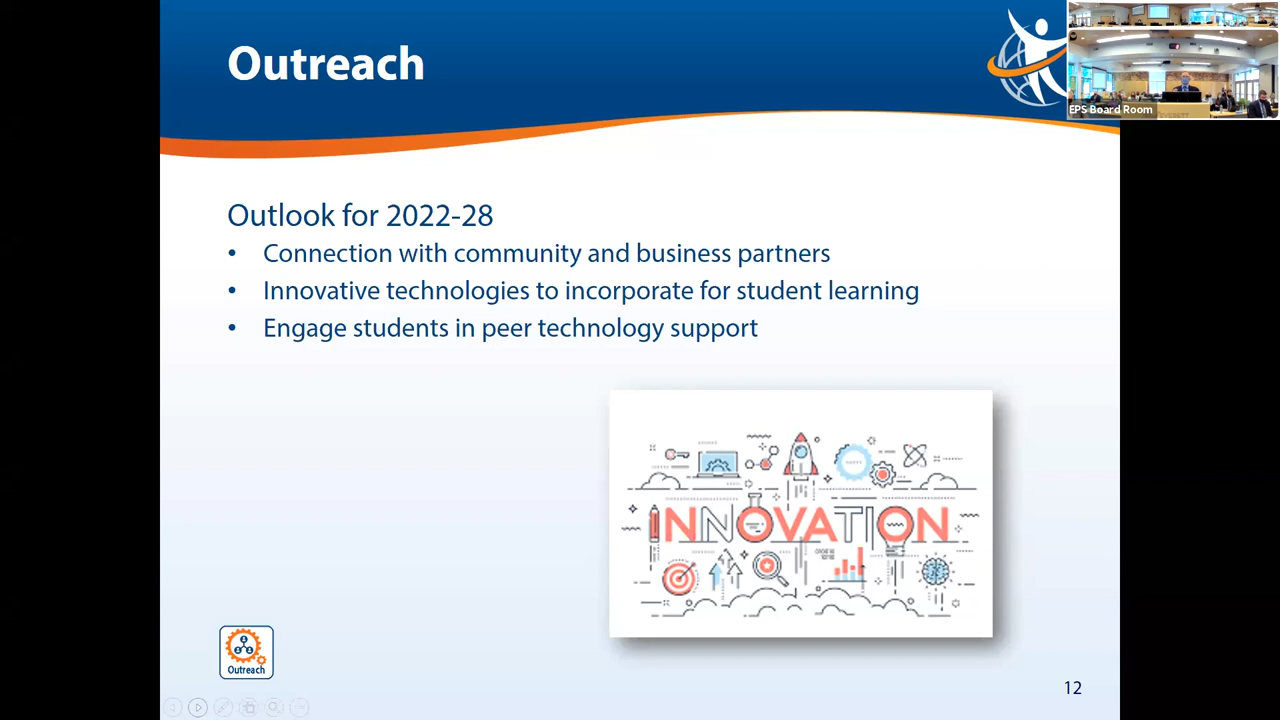 Outreach
EPS Board Room
Outlook for 2022-28
• Connection with community and business partners
• Innovative technologies to incorporate for student learning
• Engage students in peer technology support
INNOVATION
Outreach
12